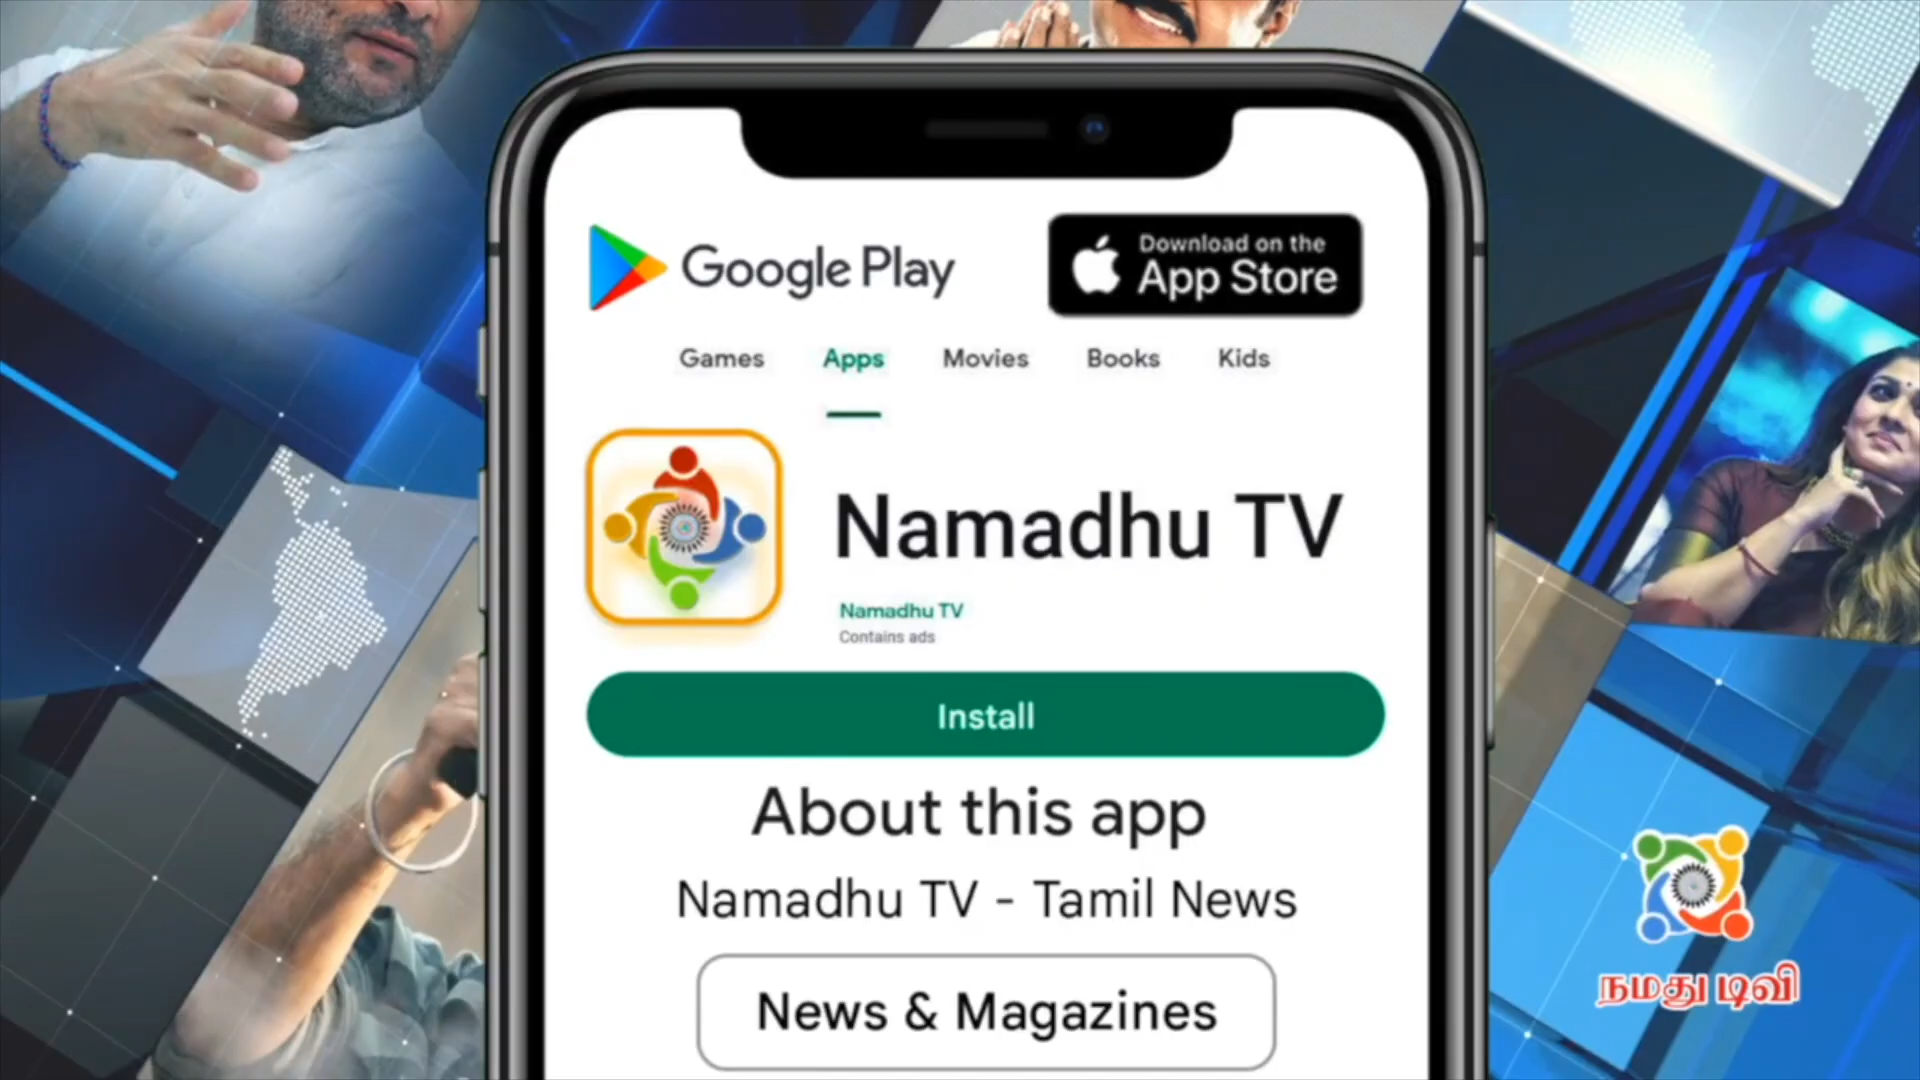 Google Play
Download on the
App Store
Games Apps Movies Books Kids
Namadhu TV
Namadhu TV
Contains ads
Install
About this app
Namadhu TV - Tamil News
News & Magazines
நமது டிவி